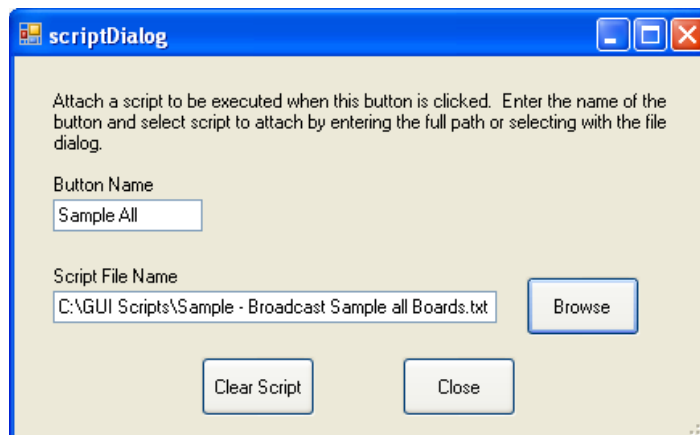 scriptDialog
Attach a script to be executed when this button is clicked.  Enter the name of the
button and select script to attach by entering the full path or selecting with the file
dialog.
Button Name
Sample All
Script File Name
C:\GUI Scripts\Sample - Broadcast Sample all Boards.txt
Browse
Clear Script
Close